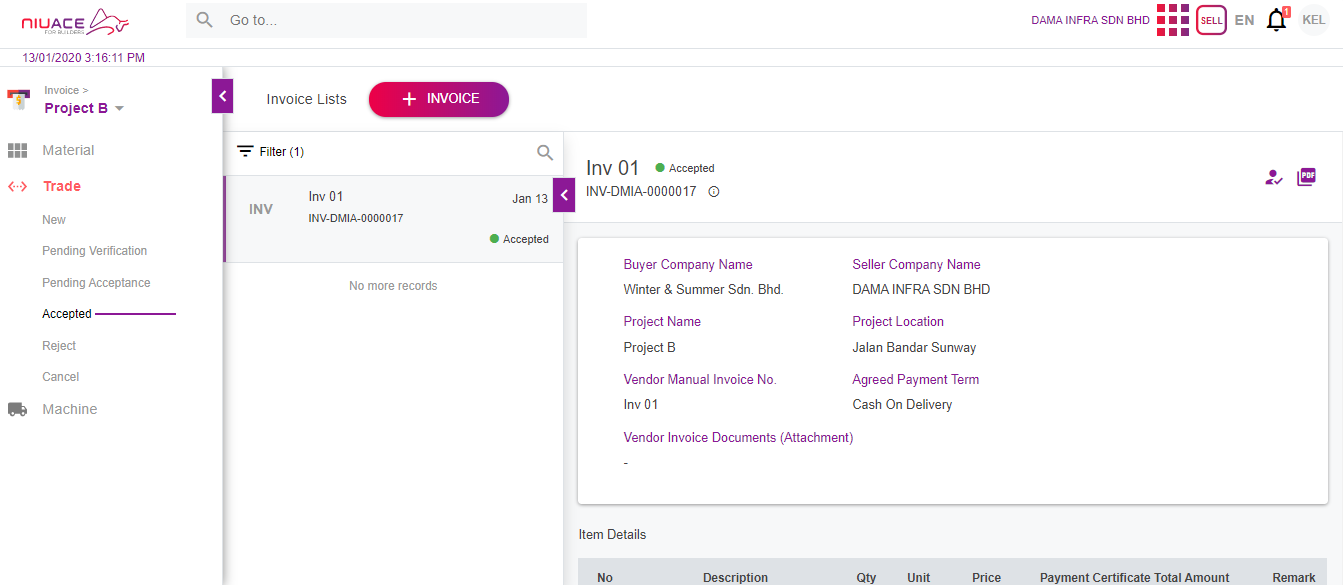 NIUACE
FOR BUILDERS
Go to...
DAMA INFRA SDN BHD
SELL
EN
1
KEL
13/01/2020 3:16:11 PM
Invoice >
Project B
Material
Trade
New
Pending Verification
Pending Acceptance
Accepted
Reject
Cancel
Machine
Invoice Lists
+ INVOICE
Filter (1)
INV
Inv 01
Jan 13
INV-DMIA-0000017
Accepted
No more records
Inv 01
Accepted
INV-DMIA-0000017
PDF
Buyer Company Name
Seller Company Name
Winter & Summer Sdn. Bhd.
DAMA INFRA SDN BHD
Project Name
Project Location
Project B
Jalan Bandar Sunway
Vendor Manual Invoice No.
Agreed Payment Term
Inv 01
Cash On Delivery
Vendor Invoice Documents (Attachment)
-
Item Details
No Description Qty Unit Price Payment Certificate Total Amount Remark